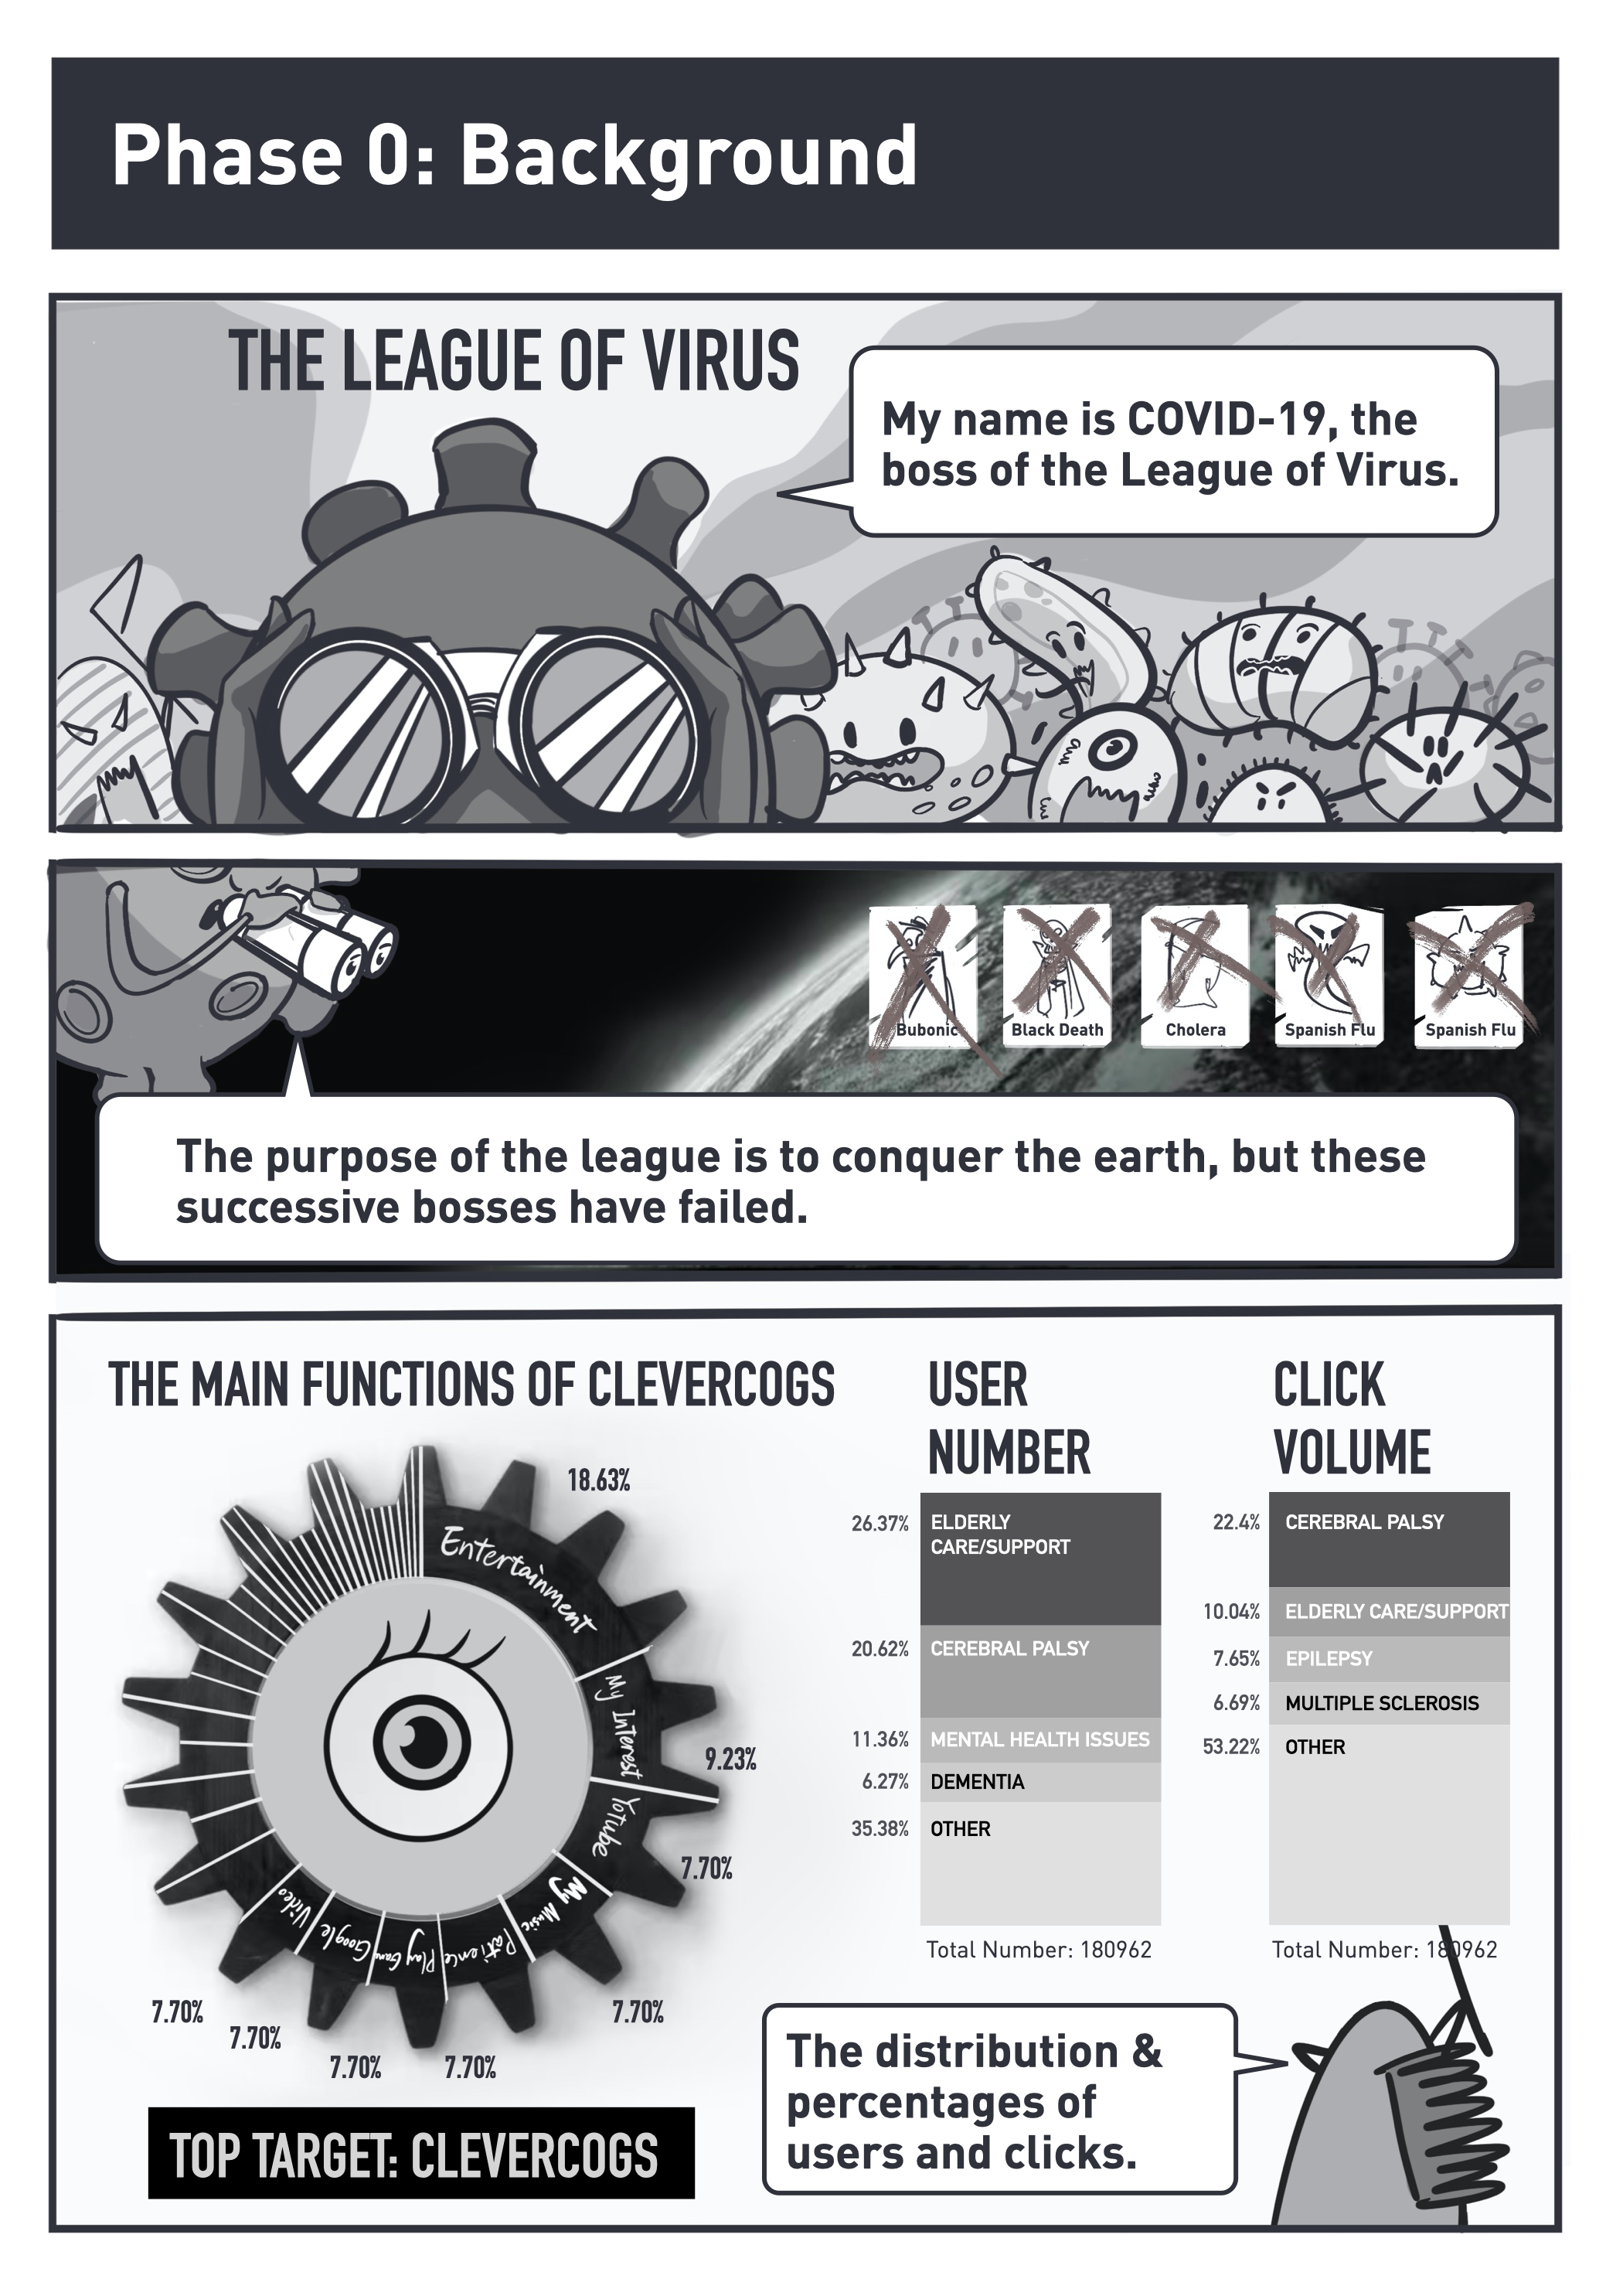 Phase 0: Background
THE LEAGUE OF VIRUS
My name is COVID-19, the
boss of the League of Virus.
Bubonic
Black Death
Cholera
Spanish Flu
Spanish Flu
The purpose of the league is to conquer the earth, but these
successive bosses have failed.
THE MAIN FUNCTIONS OF CLEVERCOGS
18.63%
Entertainment
My Interest
9.23%
Yotube
7.70%
My Music
7.70%
Patience
7.70%
Play Game
7.70%
Google
7.70%
Video
7.70%
TOP TARGET: CLEVERCOGS
USER
NUMBER
26.37% ELDERLY
CARE/SUPPORT
20.62% CEREBRAL PALSY
11.36% MENTAL HEALTH ISSUES
6.27% DEMENTIA
35.38% OTHER
Total Number: 180962
CLICK
VOLUME
22.4% CEREBRAL PALSY
10.04% ELDERLY CARE/SUPPORT
7.65% EPILEPSY
6.69% MULTIPLE SCLEROSIS
53.22% OTHER
Total Number: 180962
The distribution &
percentages of
users and clicks.